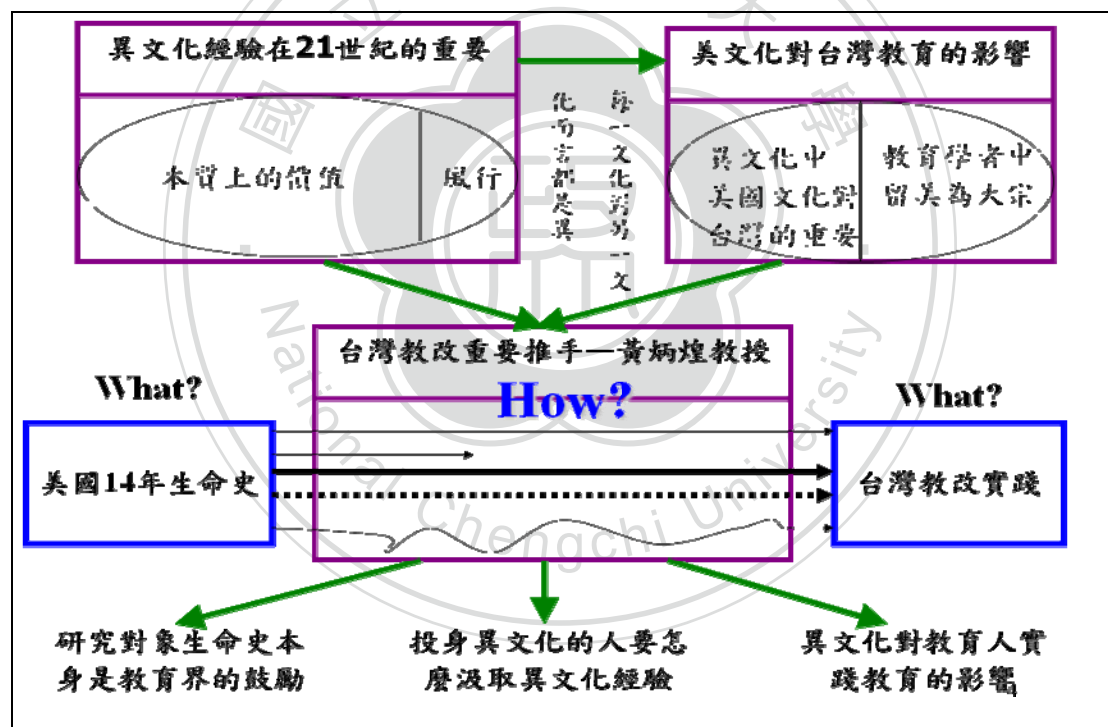 異文化經驗在21世紀的重要
本質上的價值
風行
每一文化對另一文
化而言都是異
美文化對台灣教育的影響
異文化中
美國文化對
台灣的重要
教育學者中
留美為大宗
台灣教改重要推手—黃炳煌教授
What?
How?
What?
美國14年生命史
台灣教改實踐
研究對象生命史本
身是教育界的鼓勵
投身異文化的人要怎
麼汲取異文化經驗
異文化對教育人實
踐教育的影響
國
立
大
學
National Chengchi University